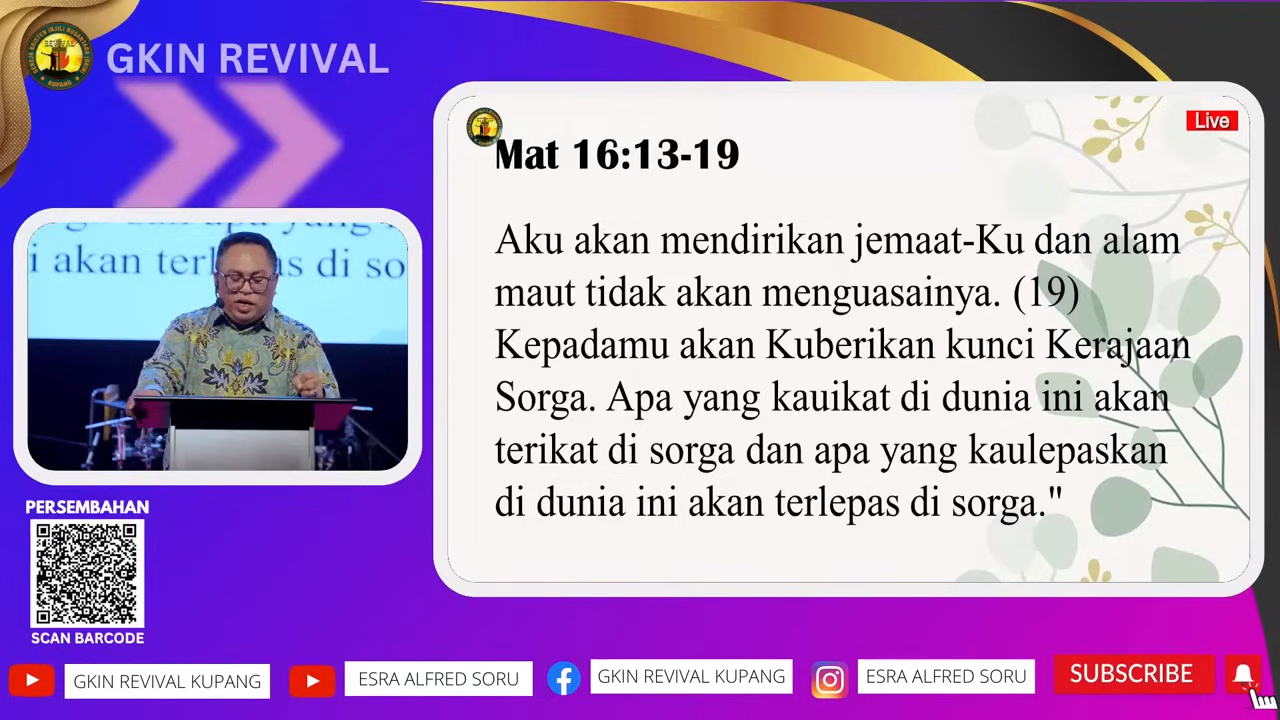 GKIN REVIVAL
Live
Mat 16:13-19
Aku akan mendirikan jemaat-Ku dan alam
maut tidak akan menguasainya. (19)
Kepadamu akan Kuberikan kunci Kerajaan
Sorga. Apa yang kauikat di dunia ini akan
terikat di sorga dan apa yang kaulepaskan
di dunia ini akan terlepas di sorga."
i akan terl as di so
PERSEMBAHAN
SCAN BARCODE
GKIN REVIVAL KUPANG
ESRA ALFRED SORU
GKIN REVIVAL KUPANG
ESRA ALFRED SORU
SUBSCRIBE